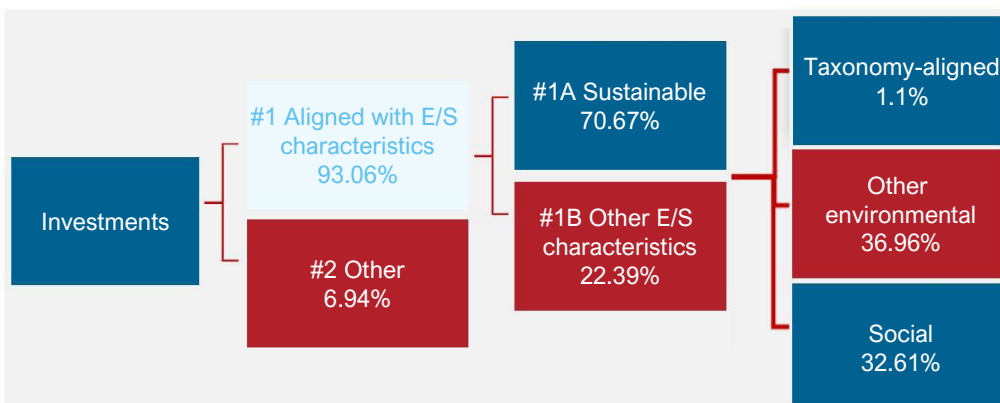 Investments
#1 Aligned with E/S
characteristics
93.06%
#2 Other
6.94%
#1A Sustainable
70.67%
#1B Other E/S
characteristics
22.39%
Taxonomy-aligned
1.1%
Other
environmental
36.96%
Social
32.61%